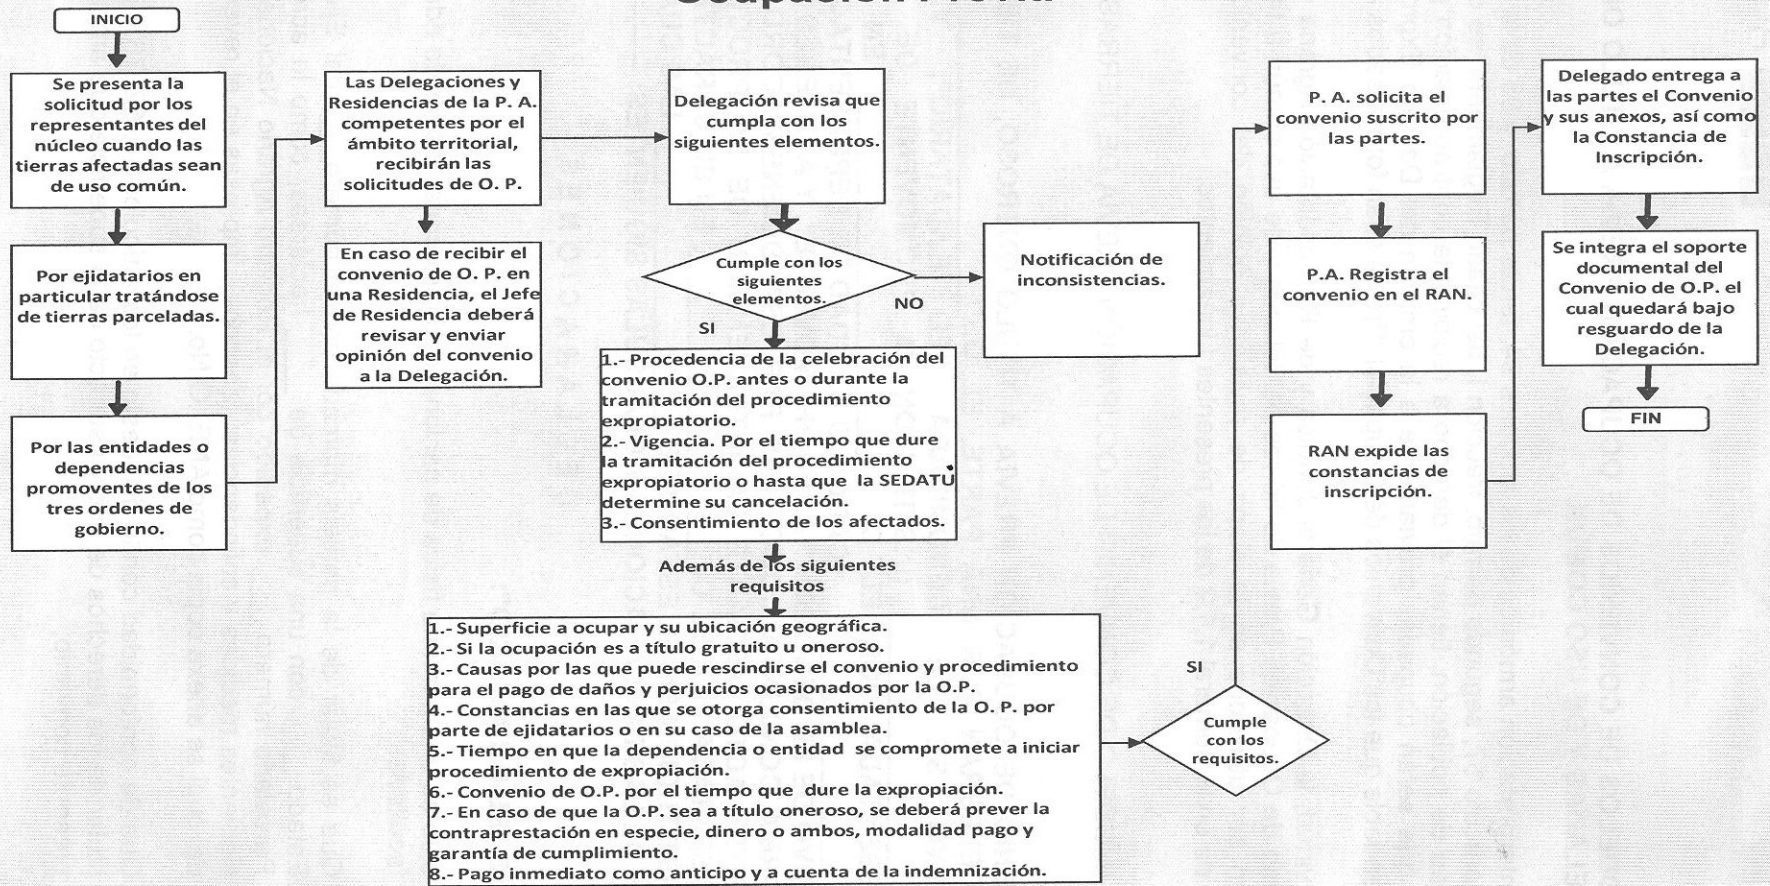 INICIO
Se presenta la
solicitud por los
representantes del
núcleo cuando las
tierras afectadas sean
de uso común.
Por ejidatarios en
particular tratándose
de tierras parceladas.
Por las entidades o
dependencias
promoventes de los
tres ordenes de
gobierno.
Las Delegaciones y
Residencias de la P. A.
competentes por el
ámbito territorial,
recibirán las
solicitudes de O. P.
En caso de recibir el
convenio de O. P. en
una Residencia, el Jefe
de Residencia deberá
revisar y enviar
opinión del convenio
a la Delegación.
Delegación revisa que
cumpla con los
siguientes elementos.
Cumple con los
siguientes
elementos.
NO
Notificación de
inconsistencias.
SI
1.- Procedencia de la celebración del
convenio O.P. antes o durante la
tramitación del procedimiento
expropiatorio.
2.- Vigencia. Por el tiempo que dure
la tramitación del procedimiento
expropiatorio o hasta que la SEDATU
determine su cancelación.
3.- Consentimiento de los afectados.
Además de los siguientes
requisitos
1.- Superficie a ocupar y su ubicación geográfica.
2.- Si la ocupación es a título gratuito u oneroso.
3.- Causas por las que puede rescindirse el convenio y procedimiento
para el pago de daños y perjuicios ocasionados por la O.P.
4.- Constancias en las que se otorga consentimiento de la O. P. por
parte de ejidatarios o en su caso de la asamblea.
5.- Tiempo en que la dependencia o entidad se compromete a iniciar
procedimiento de expropiación.
6.- Convenio de O.P. por el tiempo que dure la expropiación.
7.- En caso de que la O.P. sea a título oneroso, se deberá prever la
contraprestación en especie, dinero o ambos, modalidad pago y
garantía de cumplimiento.
8.- Pago inmediato como anticipo y a cuenta de la indemnización.
Cumple
con los
requisitos.
SI
P. A. solicita el
convenio suscrito por
las partes.
P.A. Registra el
convenio en el RAN.
RAN expide las
constancias de
inscripción.
Delegado entrega a
las partes el Convenio
y sus anexos, así como
la Constancia de
Inscripción.
Se integra el soporte
documental del
Convenio de O.P. el
cual quedará bajo
resguardo de la
Delegación.
FIN